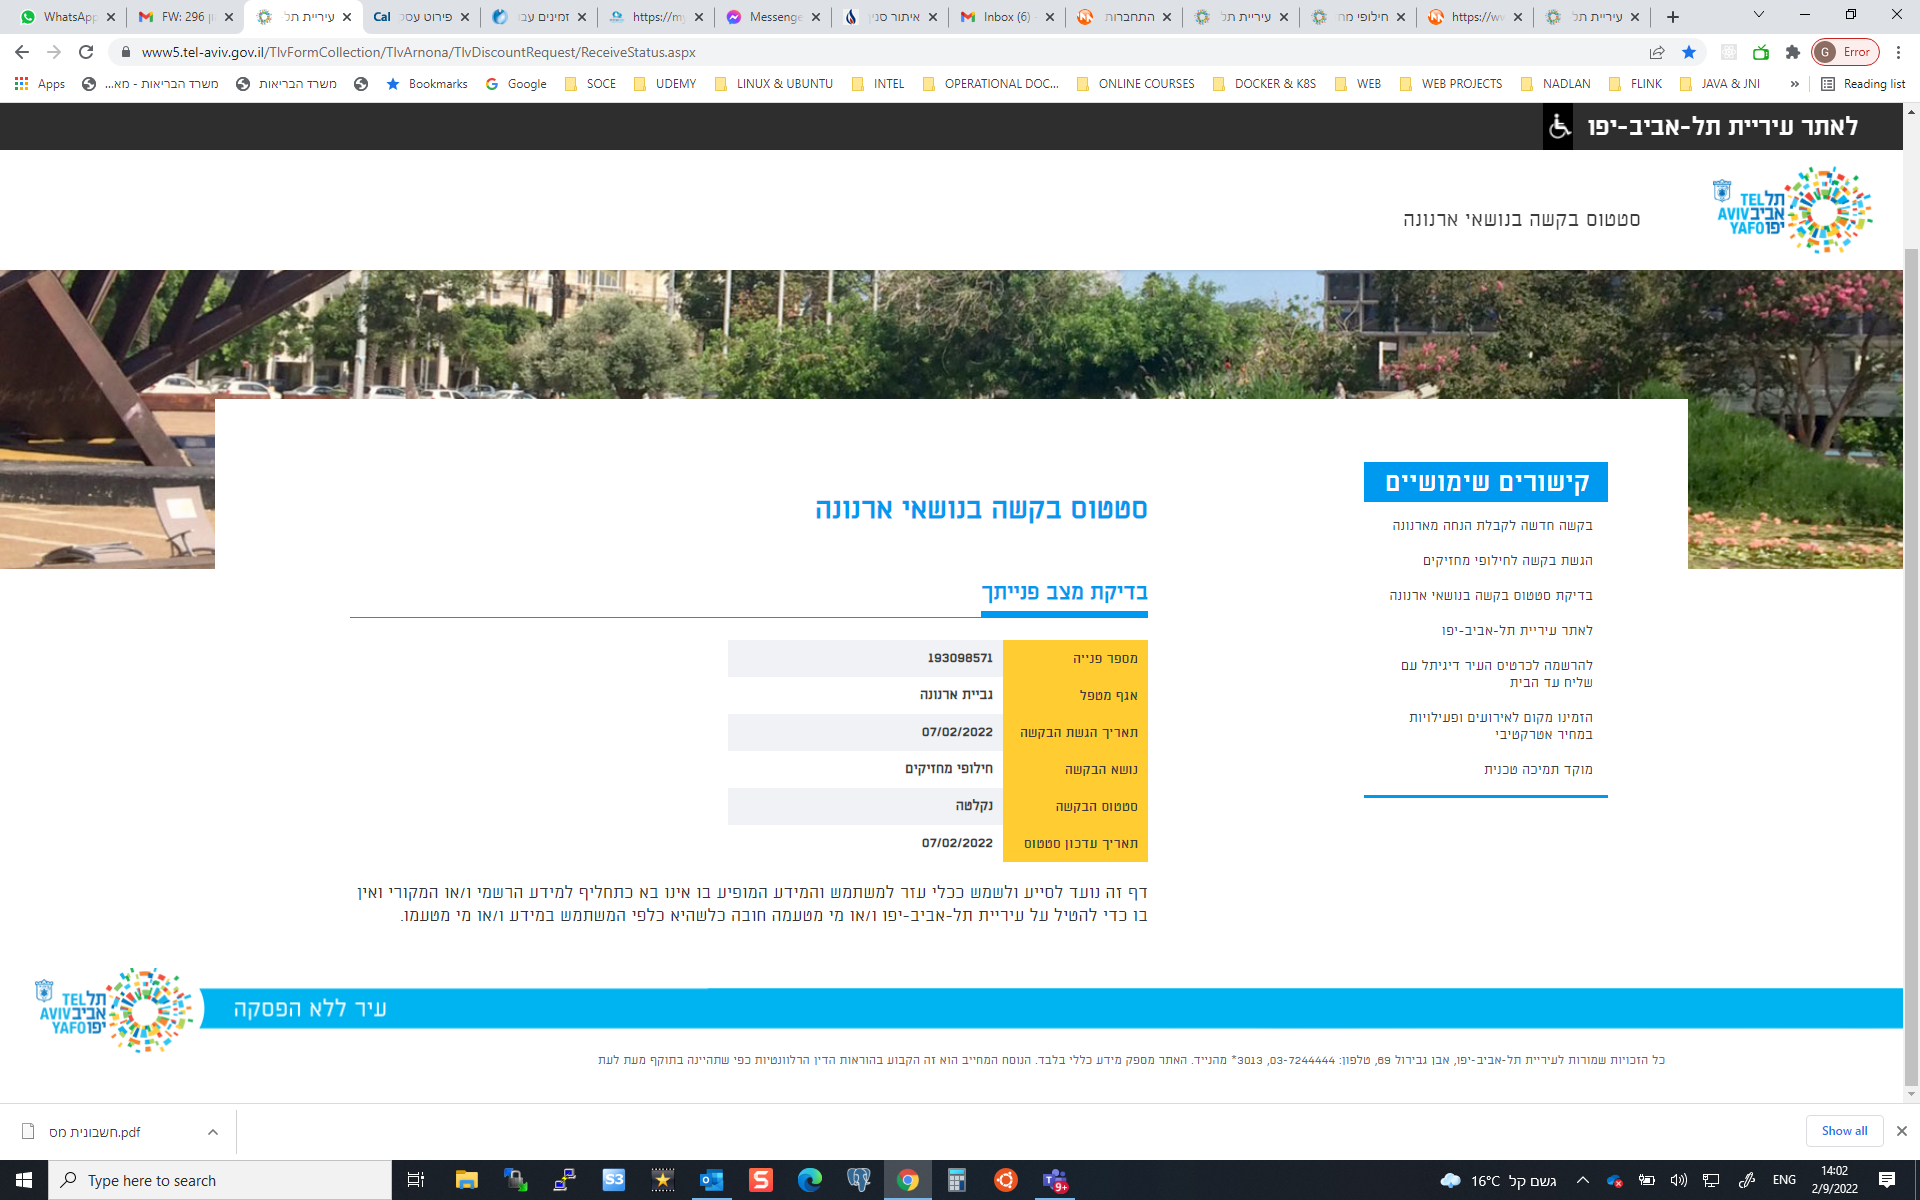 WhatsApp
FW: 296 ון
עיריית תל
Cal פירוט עסק
זמינים עבו
https://my
Messenge
איתור סניף
Inbox (6)
התחברות
עיריית תל
חילופי מח
https://ww
עיריית תל
www5.tel-aviv.gov.il/TlvFormCollection/TlvArnona/TlvDiscountRequest/ReceiveStatus.aspx
G Error
Apps
משרד הבריאות - מא...
משרד הבריאות
Bookmarks
Google
SOCE
UDEMY
LINUX & UBUNTU
INTEL
OPERATIONAL DOC...
ONLINE COURSES
DOCKER & K8S
WEB
WEB PROJECTS
NADLAN
FLINK
JAVA & JNI
»
Reading list
לאתר עיריית תל-אביב-יפו
TEL תל
AVIV אביב
YAFO יפו
סטטוס בקשה בנושאי ארנונה
קישורים שימושיים
בקשה חדשה לקבלת הנחה מארנונה
הגשת בקשה לחילופי מחזיקים
בדיקת סטטוס בקשה בנושאי ארנונה
לאתר עיריית תל-אביב-יפו
להרשמה לכרטיס העיר דיגיתל עם
שליח עד הבית
הזמינו מקום לאירועים ופעילויות
במחיר אטרקטיבי
מוקד תמיכה טכנית
סטטוס בקשה בנושאי ארנונה
בדיקת מצב פנייתך
מספר פנייה 193098571
אגף מטפל גביית ארנונה
תאריך הגשת הבקשה 07/02/2022
נושא הבקשה חילופי מחזיקים
סטטוס הבקשה נקלטה
תאריך עדכון סטטוס 07/02/2022
דף זה נועד לסייע ולשמש ככלי עזר למשתמש והמידע המופיע בו אינו בא כתחליף למידע הרשמי ו/או המקורי ואין
בו כדי להטיל על עיריית תל-אביב-יפו ו/או מי מטעמה חובה כלשהיא כלפי המשתמש במידע ו/או מי מטעמו.
TEL תל
AVIV אביב
YAFO יפו
עיר ללא הפסקה
כל הזכויות שמורות לעיריית תל-אביב-יפו, אבן גבירול 69, טלפון: 03-7244444, 3013* מהנייד. האתר מספק מידע כללי בלבד. הנוסח המחייב הוא זה הקבוע בהוראות הדין הרלוונטיות כפי שתהיינה בתוקף מעת לעת
חשבונית מס.pdf
Show all
Type here to search
S3
S
9+
16°C גשם קל
ENG
14:02
2/9/2022